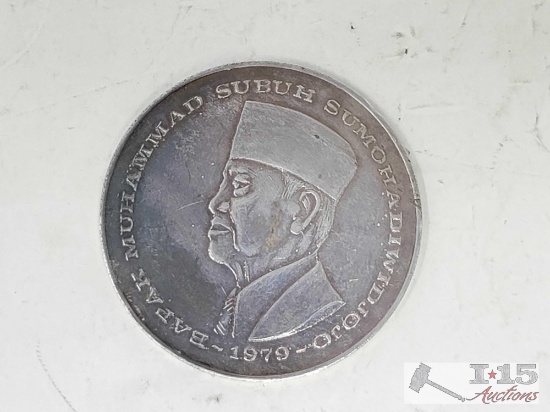 BAPAK MUHAMMAD SUBUH SUMOHADIWIDJOJO
~ 1979 ~
I★15
Auctions